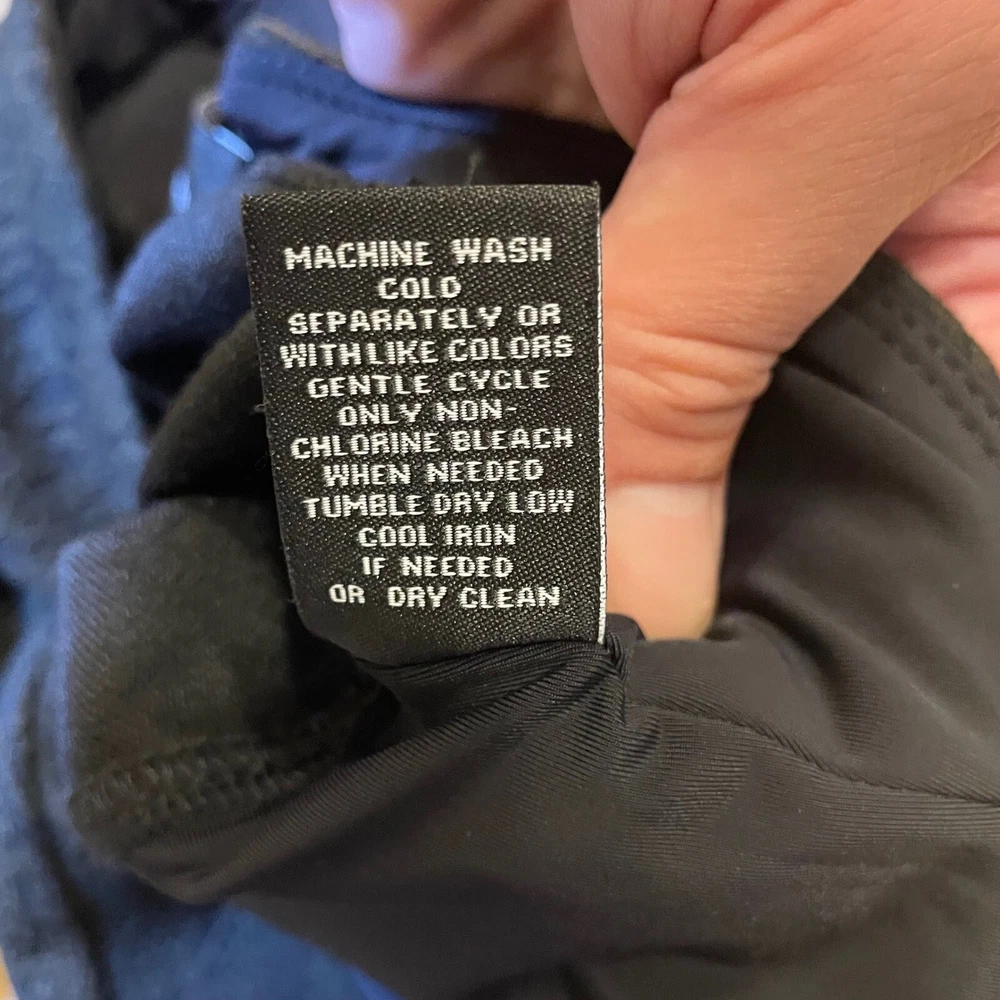 MACHINE WASH
COLD
SEPARATELY OR
WITH LIKE COLORS
GENTLE CYCLE
ONLY NON-
CHLORINE BLEACH
WHEN NEEDED
TUMBLE DRY LOW
COOL IRON
IF NEEDED
OR DRY CLEAN